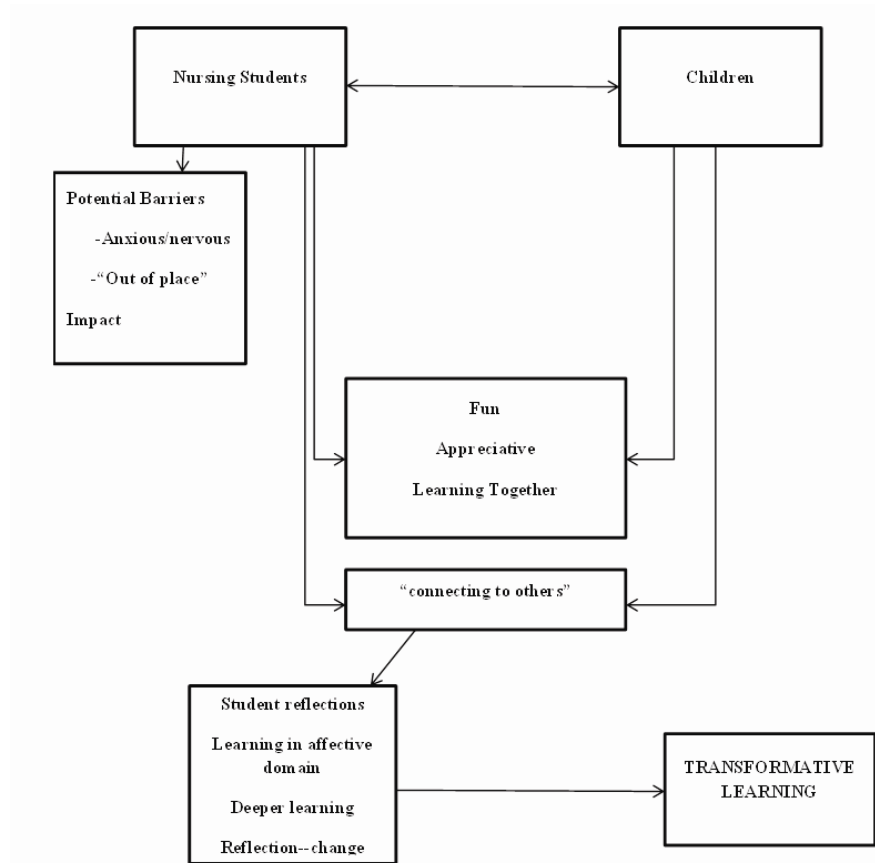 Nursing Students
Children
Potential Barriers
-Anxious/nervous
-“Out of place”
Impact
Fun
Appreciative
Learning Together
“connecting to others”
Student reflections
Learning in affective
domain
Deeper learning
Reflection--change
TRANSFORMATIVE
LEARNING